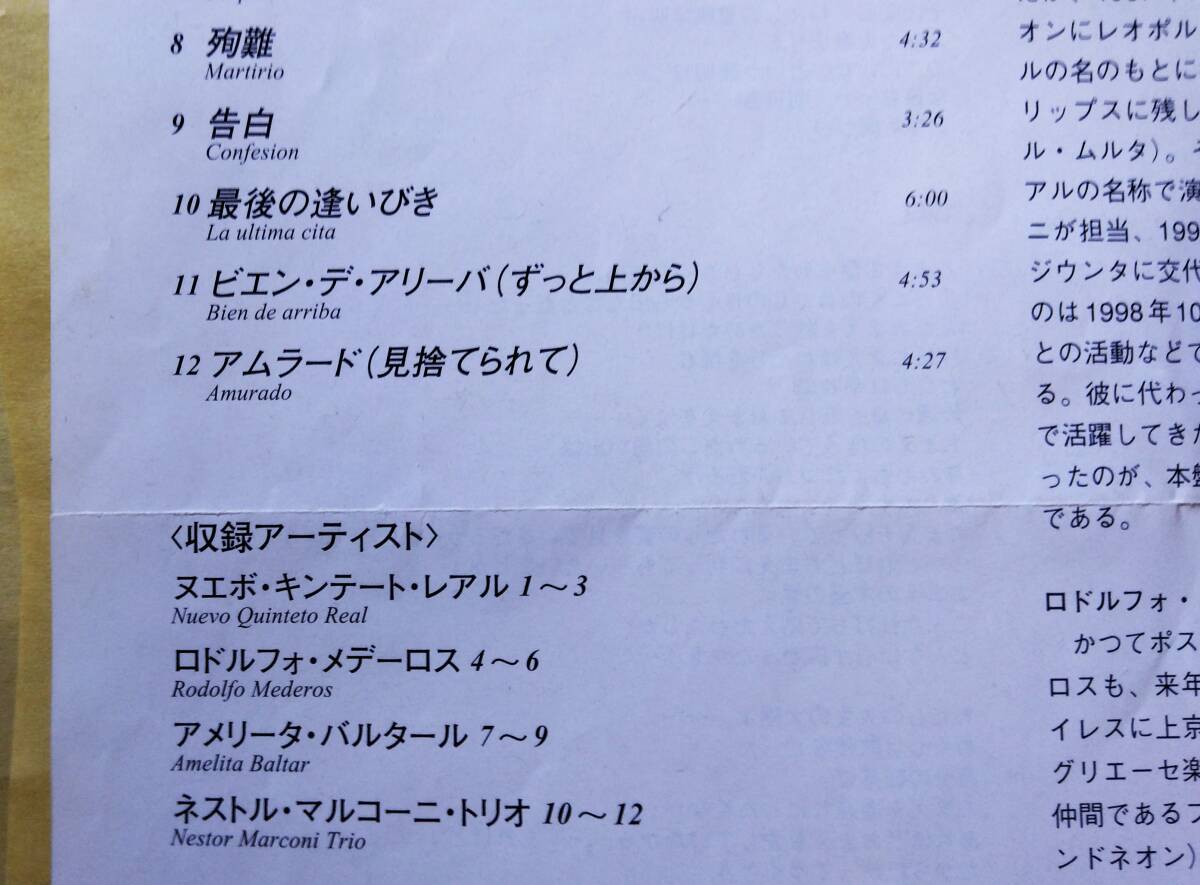 8 殉難 4:32
Martirio
9 告白 3:26
Confesion
10 最後の逢いびき 6:00
La ultima cita
11 ビエン・デ・アリーバ(ずっと上から) 4:53
Bien de arriba
12 アムラード(見捨てられて) 4:27
Amurado
〈収録アーティスト〉
ヌエボ・キンテート・レアル 1〜3
Nuevo Quinteto Real
ロドルフォ・メデーロス 4〜6
Rodolfo Mederos
アメリータ・バルタール 7〜9
Amelita Baltar
ネストル・マルコーニ・トリオ 10〜12
Nestor Marconi Trio
オンにレオポル
ルの名のもとに
リップスに残し
ル・ムルタ)。
アルの名称で演
ニが担当、199
ジウンタに交代
のは1998年10
との活動などで
る。彼に代わっ
で活躍してきた
ったのが、本盤
である。
ロドルフォ・
かつてポス
ロスも、来年
イレスに上京
グリエーセ楽
仲間であるフ
ンドネオン)